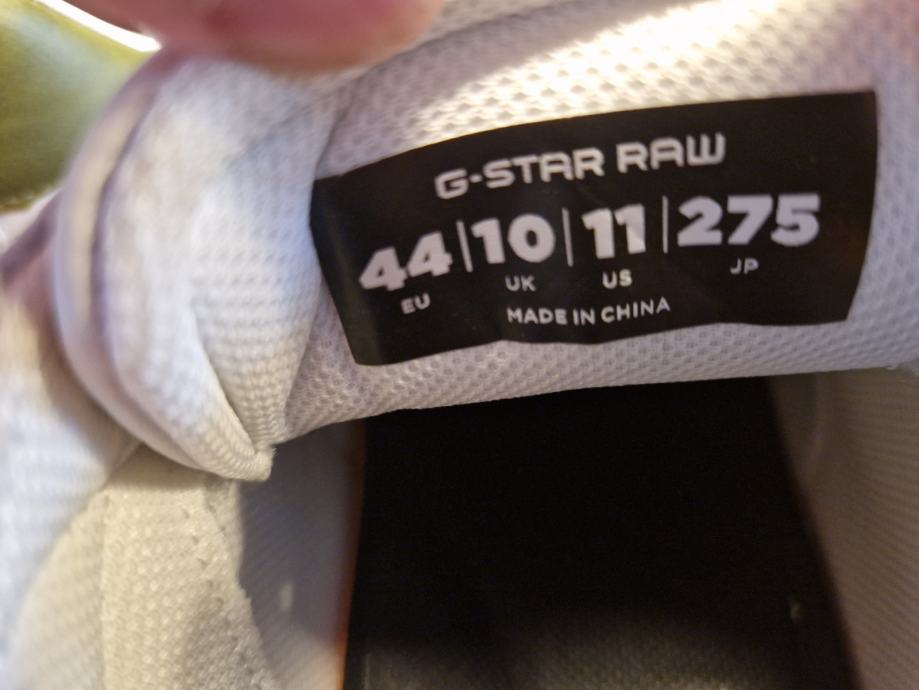 G-STAR RAW
44 | 10 | 11 | 275
EU UK US JP
MADE IN CHINA